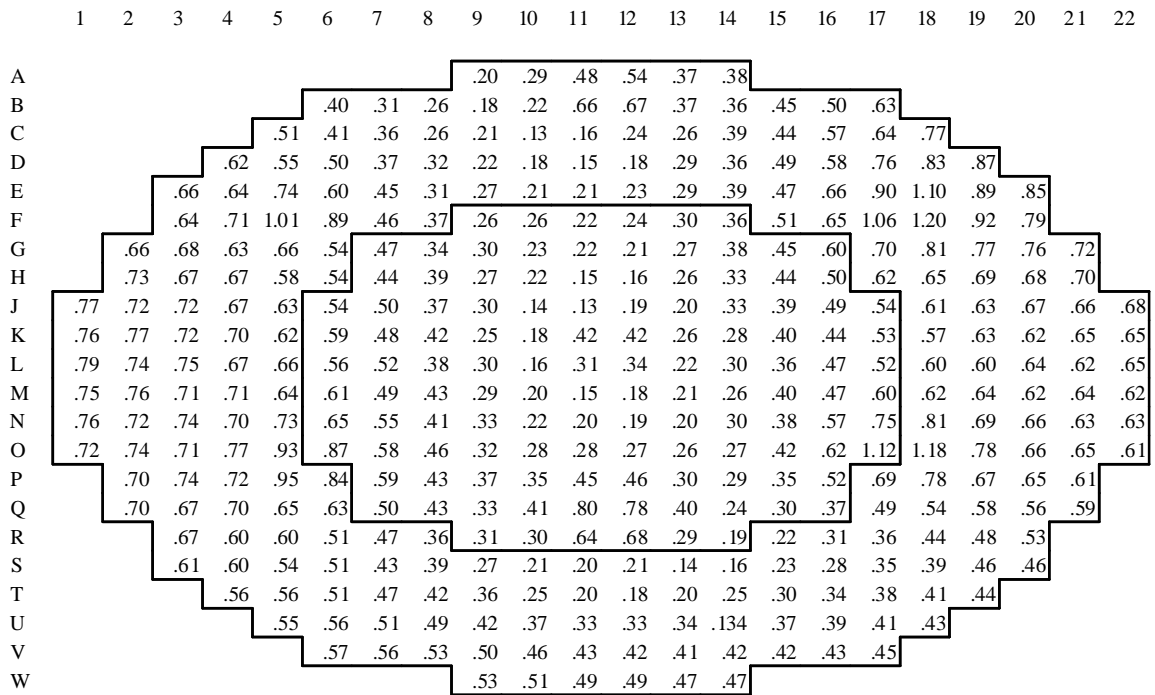 1 2 3 4 5 6 7 8 9 10 11 12 13 14 15 16 17 18 19 20 21 22
A .20 .29 .48 .54 .37 .38
B .40 .31 .26 .18 .22 .66 .67 .37 .36 .45 .50 .63
C .51 .41 .36 .26 .21 .13 .16 .24 .26 .39 .44 .57 .64 .77
D .62 .55 .50 .37 .32 .22 .18 .15 .18 .29 .36 .49 .58 .76 .83 .87
E .66 .64 .74 .60 .45 .31 .27 .21 .21 .23 .29 .39 .47 .66 .90 1.10 .89 .85
F .64 .71 1.01 .89 .46 .37 .26 .26 .22 .24 .30 .36 .51 .65 1.06 1.20 .92 .79
G .66 .68 .63 .66 .54 .47 .34 .30 .23 .22 .21 .27 .38 .45 .60 .70 .81 .77 .76 .72
H .73 .67 .67 .58 .54 .44 .39 .27 .22 .15 .16 .26 .33 .44 .50 .62 .65 .69 .68 .70
J .77 .72 .72 .67 .63 .54 .50 .37 .30 .14 .13 .19 .20 .33 .39 .49 .54 .61 .63 .67 .66 .68
K .76 .77 .72 .70 .62 .59 .48 .42 .25 .18 .42 .42 .26 .28 .40 .44 .53 .57 .63 .62 .65 .65
L .79 .74 .75 .67 .66 .56 .52 .38 .30 .16 .31 .34 .22 .30 .36 .47 .52 .60 .60 .64 .62 .65
M .75 .76 .71 .71 .64 .61 .49 .43 .29 .20 .15 .18 .21 .26 .40 .47 .60 .62 .64 .62 .64 .62
N .76 .72 .74 .70 .73 .65 .55 .41 .33 .22 .20 .19 .20 .30 .38 .57 .75 .81 .69 .66 .63 .63
O .72 .74 .71 .77 .93 .87 .58 .46 .32 .28 .28 .27 .26 .27 .42 .62 1.12 1.18 .78 .66 .65 .61
P .70 .74 .72 .95 .84 .59 .43 .37 .35 .45 .46 .30 .29 .35 .52 .69 .78 .67 .65 .61
Q .70 .67 .70 .65 .63 .50 .43 .33 .41 .80 .78 .40 .24 .30 .37 .49 .54 .58 .56 .59
R .67 .60 .60 .51 .47 .36 .31 .30 .64 .68 .29 .19 .22 .31 .36 .44 .48 .53
S .61 .60 .54 .51 .43 .39 .27 .21 .20 .21 .14 .16 .23 .28 .35 .39 .46 .46
T .56 .56 .51 .47 .42 .36 .25 .20 .18 .20 .25 .30 .34 .38 .41 .44
U .55 .56 .51 .49 .42 .37 .33 .33 .34 .134 .37 .39 .41 .43
V .57 .56 .53 .50 .46 .43 .42 .41 .42 .42 .43 .45
W .53 .51 .49 .49 .47 .47